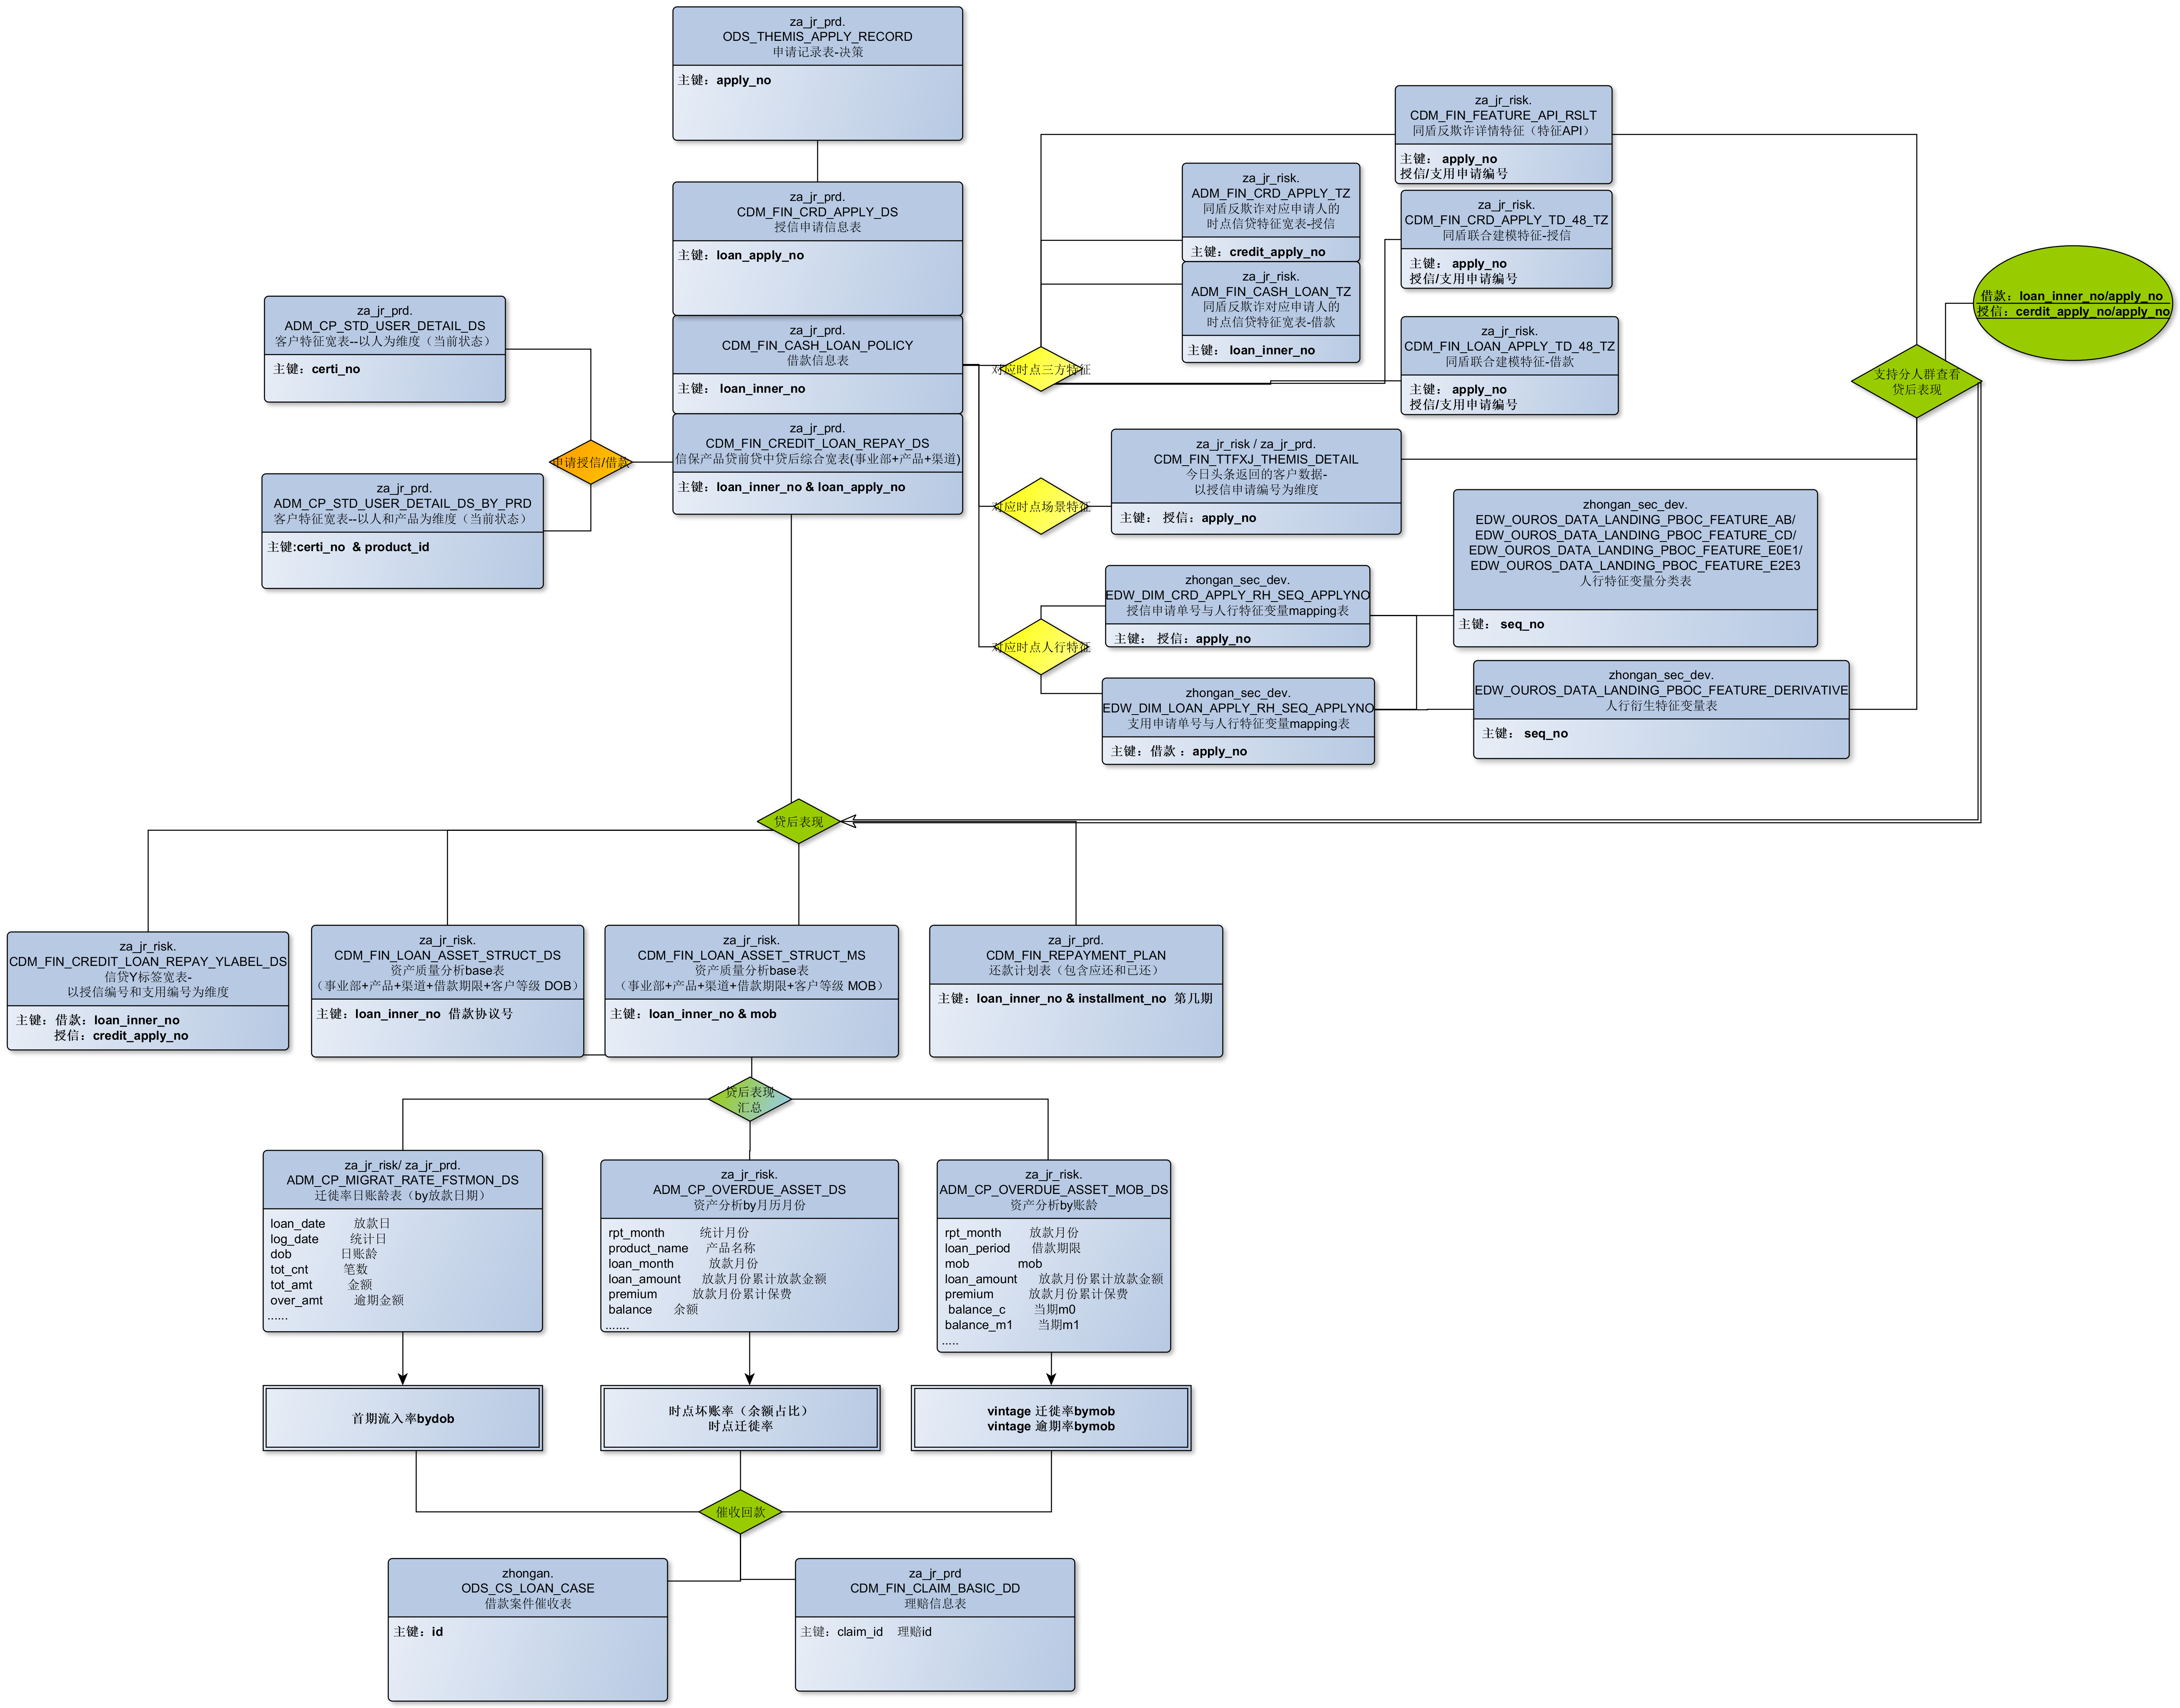 za_jr_prd.
ODS_THEMIS_APPLY_RECORD
申请记录表-决策
主键：apply_no
za_jr_prd.
CDM_FIN_CRD_APPLY_DS
授信申请信息表
主键：loan_apply_no
za_jr_prd.
CDM_FIN_CASH_LOAN_POLICY
借款信息表
主键： loan_inner_no
za_jr_prd.
CDM_FIN_CREDIT_LOAN_REPAY_DS
信保产品贷前贷中贷后综合宽表(事业部+产品+渠道)
主键：loan_inner_no & loan_apply_no
za_jr_prd.
ADM_CP_STD_USER_DETAIL_DS
客户特征宽表--以人为维度（当前状态）
主键：certi_no
申请授信/借款
za_jr_prd.
ADM_CP_STD_USER_DETAIL_DS_BY_PRD
客户特征宽表--以人和产品为维度（当前状态）
主键:certi_no & product_id
za_jr_risk.
CDM_FIN_FEATURE_API_RSLT
同盾反欺诈详情特征（特征API）
主键： apply_no
授信/支用申请编号
za_jr_risk.
ADM_FIN_CRD_APPLY_TZ
同盾反欺诈对应申请人的
时点信贷特征宽表-授信
主键：credit_apply_no
za_jr_risk.
ADM_FIN_CASH_LOAN_TZ
同盾反欺诈对应申请人的
时点信贷特征宽表-借款
主键： loan_inner_no
za_jr_risk.
CDM_FIN_CRD_APPLY_TD_48_TZ
同盾联合建模特征-授信
主键： apply_no
授信/支用申请编号
za_jr_risk.
CDM_FIN_LOAN_APPLY_TD_48_TZ
同盾联合建模特征-借款
主键： apply_no
授信/支用申请编号
对应时点三方特征
借款：loan_inner_no/apply_no
授信：cerdit_apply_no/apply_no
支持分人群查看
贷后表现
za_jr_risk / za_jr_prd.
CDM_FIN_TTFXJ_THEMIS_DETAIL
今日头条返回的客户数据-
以授信申请编号为维度
主键： 授信：apply_no
对应时点场景特征
zhongan_sec_dev.
EDW_OUROS_DATA_LANDING_PBOC_FEATURE_AB/
EDW_OUROS_DATA_LANDING_PBOC_FEATURE_CD/
EDW_OUROS_DATA_LANDING_PBOC_FEATURE_E0E1/
EDW_OUROS_DATA_LANDING_PBOC_FEATURE_E2E3
人行特征变量分类表
主键： seq_no
zhongan_sec_dev.
EDW_DIM_CRD_APPLY_RH_SEQ_APPLYNO
授信申请单号与人行特征变量mapping表
主键： 授信：apply_no
对应时点人行特征
zhongan_sec_dev.
EDW_DIM_LOAN_APPLY_RH_SEQ_APPLYNO
支用申请单号与人行特征变量mapping表
主键：借款 ：apply_no
zhongan_sec_dev.
EDW_OUROS_DATA_LANDING_PBOC_FEATURE_DERIVATIVE
人行衍生特征变量表
主键： seq_no
贷后表现
za_jr_risk.
CDM_FIN_CREDIT_LOAN_REPAY_YLABEL_DS
信贷Y标签宽表-
以授信编号和支用编号为维度
主键：借款：loan_inner_no
授信：credit_apply_no
za_jr_risk.
CDM_FIN_LOAN_ASSET_STRUCT_DS
资产质量分析base表
（事业部+产品+渠道+借款期限+客户等级 DOB）
主键：loan_inner_no 借款协议号
za_jr_risk.
CDM_FIN_LOAN_ASSET_STRUCT_MS
资产质量分析base表
（事业部+产品+渠道+借款期限+客户等级 MOB）
主键：loan_inner_no & mob
za_jr_prd.
CDM_FIN_REPAYMENT_PLAN
还款计划表（包含应还和已还）
主键：loan_inner_no & installment_no 第几期
贷后表现
汇总
za_jr_risk/ za_jr_prd.
ADM_CP_MIGRAT_RATE_FSTMON_DS
迁徙率日账龄表（by放款日期）
loan_date 放款日
log_date 统计日
dob 日账龄
tot_cnt 笔数
tot_amt 金额
over_amt 逾期金额
......
za_jr_risk.
ADM_CP_OVERDUE_ASSET_DS
资产分析by月历月份
rpt_month 统计月份
product_name 产品名称
loan_month 放款月份
loan_amount 放款月份累计放款金额
premium 放款月份累计保费
balance 余额
.......
za_jr_risk.
ADM_CP_OVERDUE_ASSET_MOB_DS
资产分析by账龄
rpt_month 放款月份
loan_period 借款期限
mob mob
loan_amount 放款月份累计放款金额
premium 放款月份累计保费
balance_c 当期m0
balance_m1 当期m1
.....
首期流入率bydob
时点坏账率（余额占比）
时点迁徙率
vintage 迁徙率bymob
vintage 逾期率bymob
催收回款
zhongan.
ODS_CS_LOAN_CASE
借款案件催收表
主键：id
za_jr_prd
CDM_FIN_CLAIM_BASIC_DD
理赔信息表
主键：claim_id 理赔id